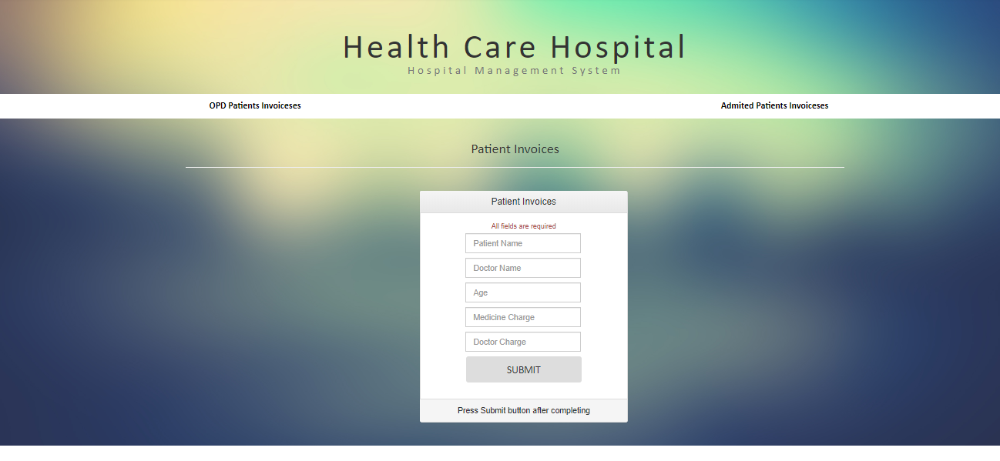 Health Care Hospital
Hospital Management System
OPD Patients Invoiceses
Admited Patients Invoiceses
Patient Invoices
Patient Invoices
All fields are required
Patient Name
Doctor Name
Age
Medicine Charge
Doctor Charge
SUBMIT
Press Submit button after completing